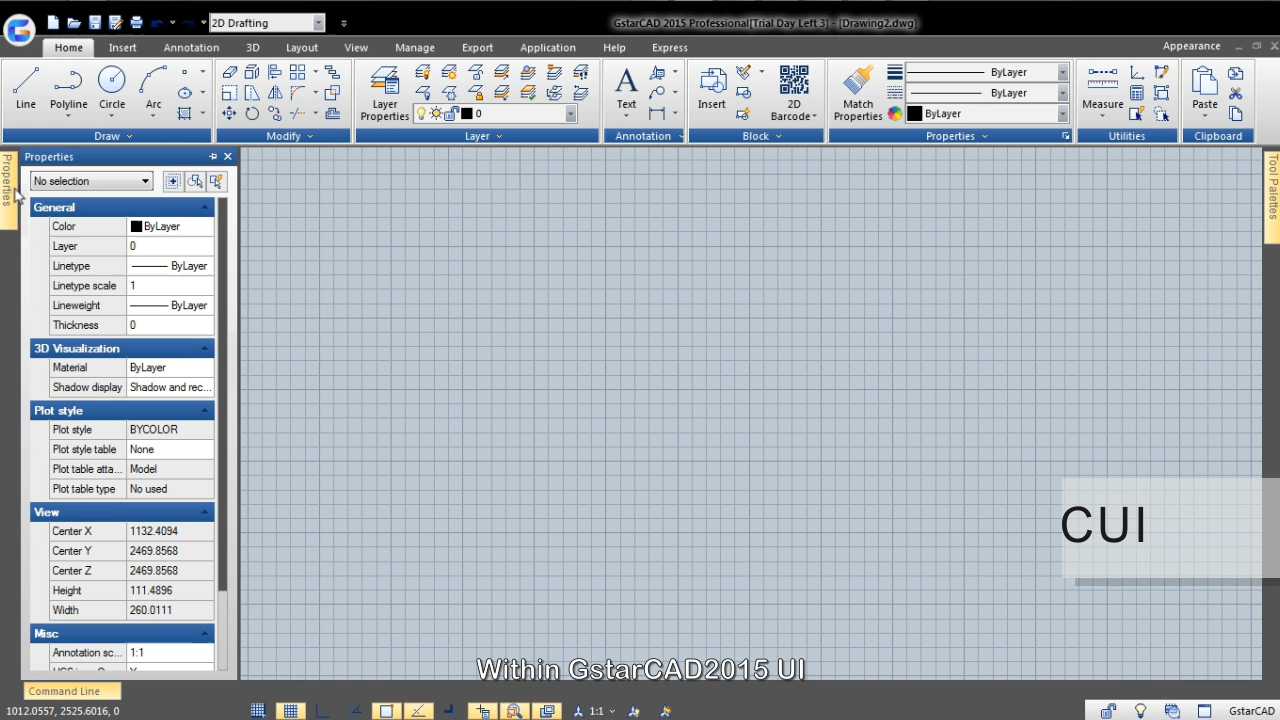 2D Drafting
GstarCAD 2015 Professional[Trial Day Left 3] - [Drawing2.dwg]
Home Insert Annotation 3D Layout View Manage Export Application Help Express Appearance
Line Polyline Circle Arc
Layer Properties
0
Text
Insert
2D Barcode
Match Properties
ByLayer
ByLayer
ByLayer
Measure
Paste
Draw Modify Layer Annotation Block Properties Utilities Clipboard
Properties
Properties
Tool Palettes
No selection
General
Color ByLayer
Layer 0
Linetype ByLayer
Linetype scale 1
Lineweight ByLayer
Thickness 0
3D Visualization
Material ByLayer
Shadow display Shadow and rec...
Plot style
Plot style BYCOLOR
Plot style table None
Plot table atta... Model
Plot table type No used
View
Center X 1132.4094
Center Y 2469.8568
Center Z 2469.8568
Height 111.4896
Width 260.0111
Misc
Annotation sc... 1:1
CUI
Within GstarCAD2015 UI
Command Line
1012.0557, 2525.6016, 0
1:1
GstarCAD